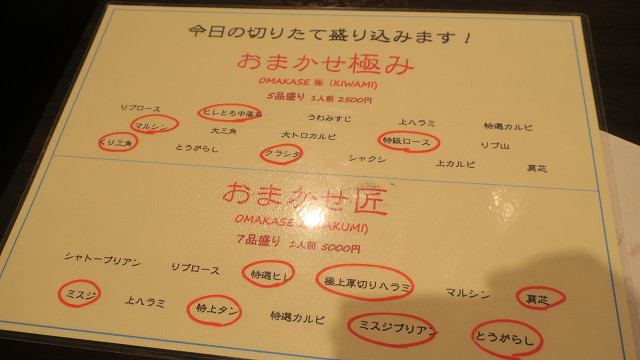 今日の切りたて盛り込みます！
おまかせ極み
OMAKASE 極 (KIWAMI)
5品盛り 1人前 2500円
リブロース ヒレとろ中落ち うわみすじ 上ハラミ 特選カルビ
マルシン 大三角 大トロカルビ 特級ロース リブ山
くり三角 とうがらし クラシタ シャクシ 上カルビ 真芯
おまかせ匠
OMAKASE (TAKUMI)
7品盛り 1人前 5000円
シャトーブリアン リブロース 特選ヒレ 極上厚切りハラミ マルシン 真芯
ミスジ 上ハラミ 特上タン 特選カルビ ミスジブリアン とうがらし